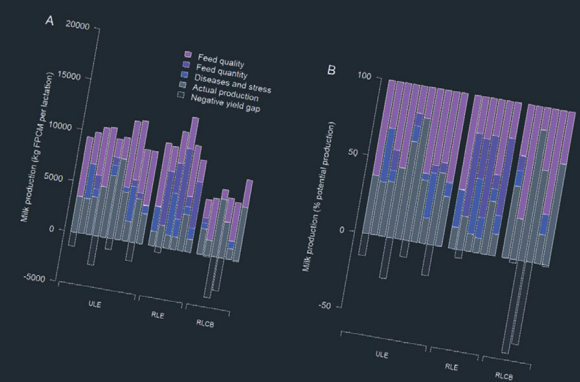 A
20000
15000
10000
5000
0
-5000
Milk production (kg FPCM per lactation)
Feed quality
Feed quantity
Diseases and stress
Actual production
Negative yield gap
ULE
RLE
RLCB
B
100
50
0
-50
Milk production (% potential production)
ULE
RLE
RLCB